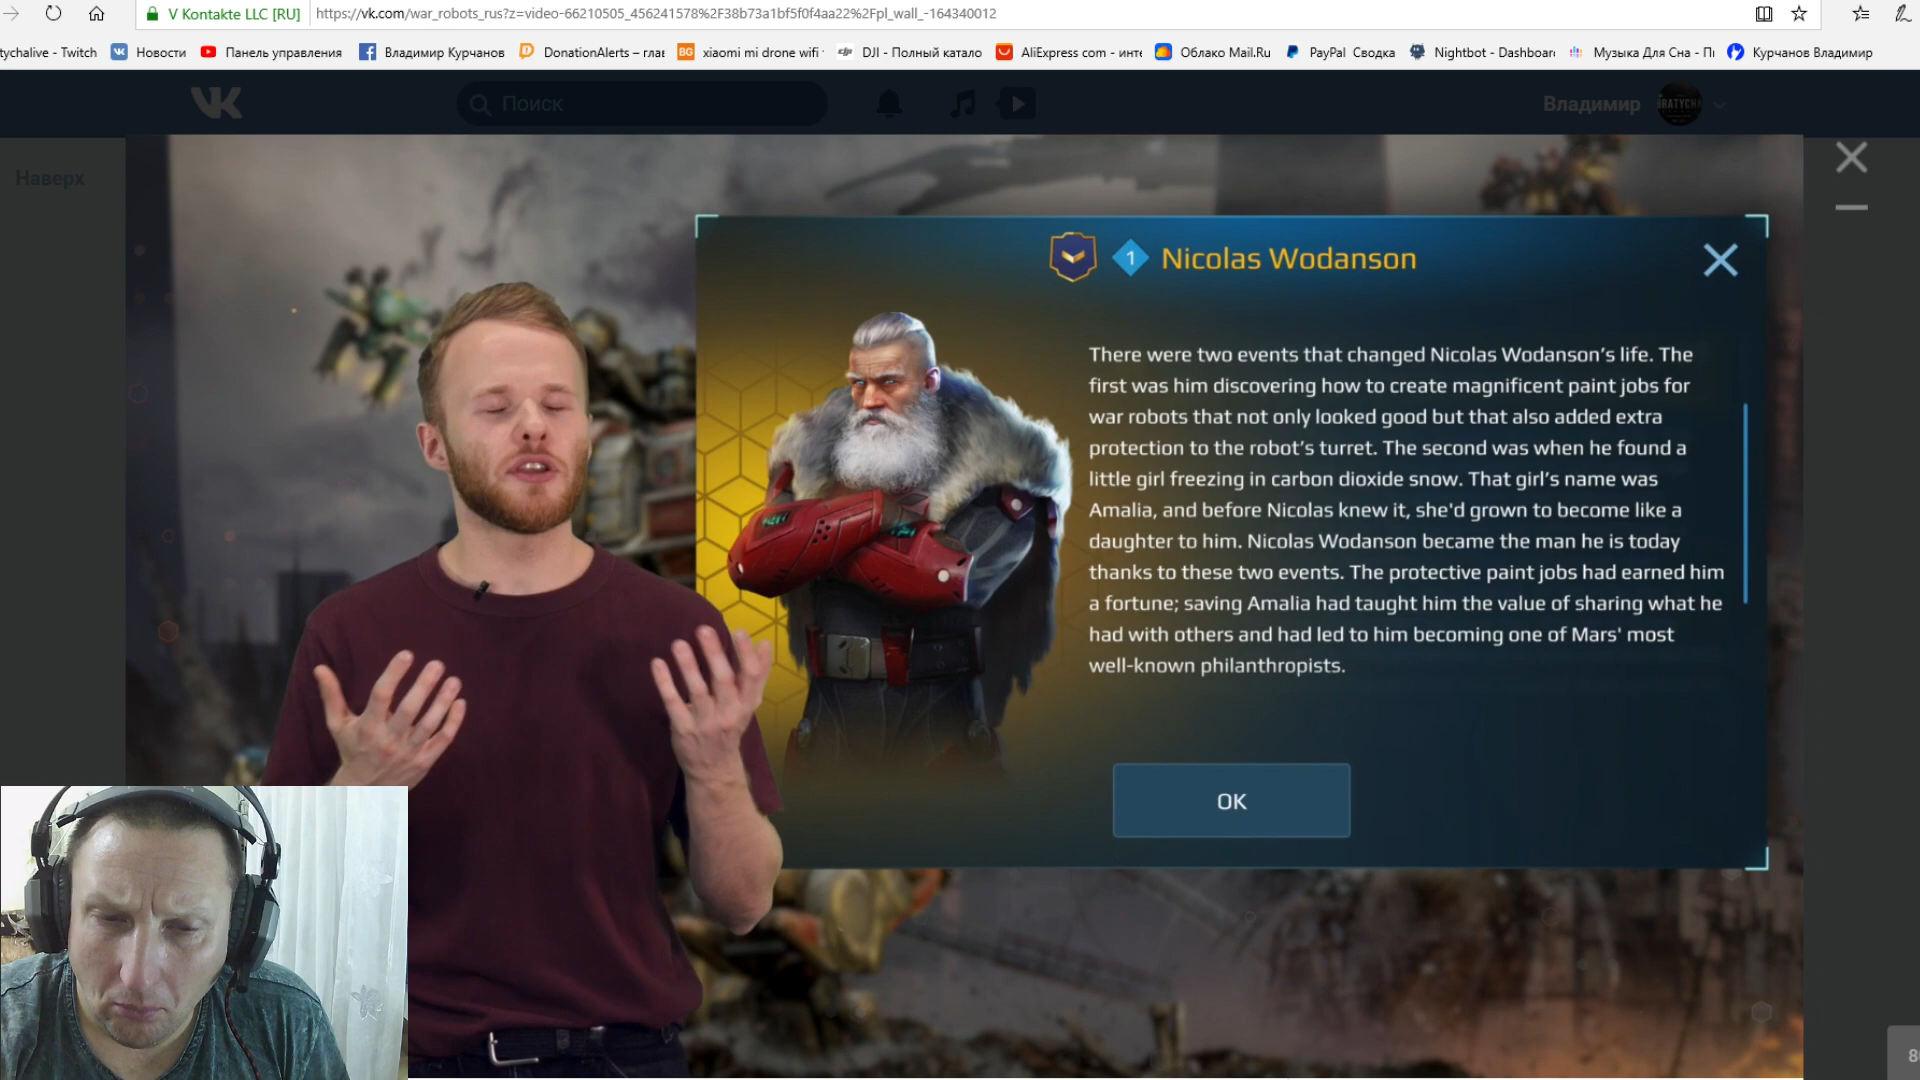 V Kontakte LLC [RU]
https://vk.com/war_robots_rus?z=video-66210505_456241578%2F38b73a1bf5f0f4aa22%2Fpl_wall_-164340012
tychalive - Twitch
Новости
Панель управления
Владимир Курчанов
DonationAlerts – глав
BG
xiaomi mi drone wifi
dji
DJI - Полный катало
AliExpress com - инте
Облако Mail.Ru
PayPal Сводка
Nightbot - Dashboar
Музыка Для Сна - П
Курчанов Владимир
Поиск
Владимир
Наверх
1
Nicolas Wodanson
There were two events that changed Nicolas Wodanson's life. The
first was him discovering how to create magnificent paint jobs for
war robots that not only looked good but that also added extra
protection to the robot's turret. The second was when he found a
little girl freezing in carbon dioxide snow. That girl's name was
Amalia, and before Nicolas knew it, she'd grown to become like a
daughter to him. Nicolas Wodanson became the man he is today
thanks to these two events. The protective paint jobs had earned him
a fortune; saving Amalia had taught him the value of sharing what he
had with others and had led to him becoming one of Mars' most
well-known philanthropists.
OK